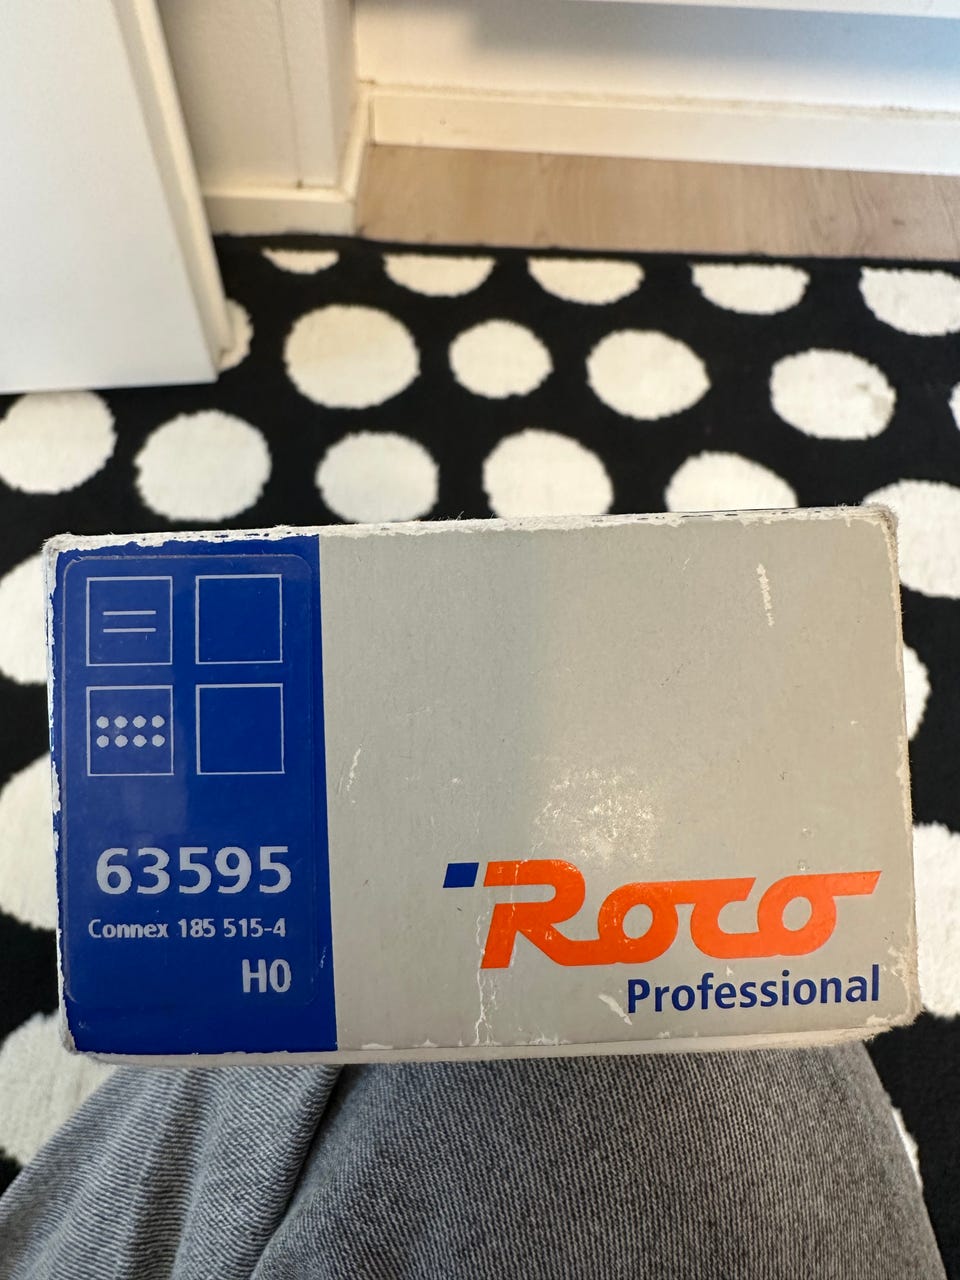 63595
Connex 185 515-4
H0
Roco
Professional